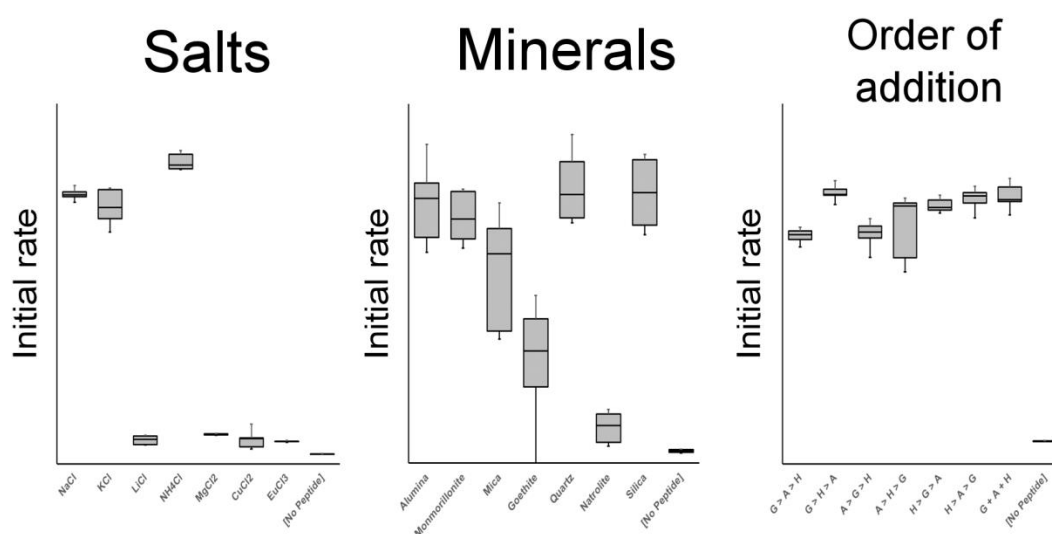 Salts
Minerals
Order of
addition
Initial rate
NaCl
KCl
LiCl
NH4Cl
MgCl2
CuCl2
EuCl3
[No Peptide]
Initial rate
Alumina
Monmorillonite
Mica
Goethite
Quartz
Natrolite
Silica
[No Peptide]
Initial rate
G > A > H
G > H > A
A > G > H
A > H > G
H > G > A
H > A > G
G + A + H
[No Peptide]